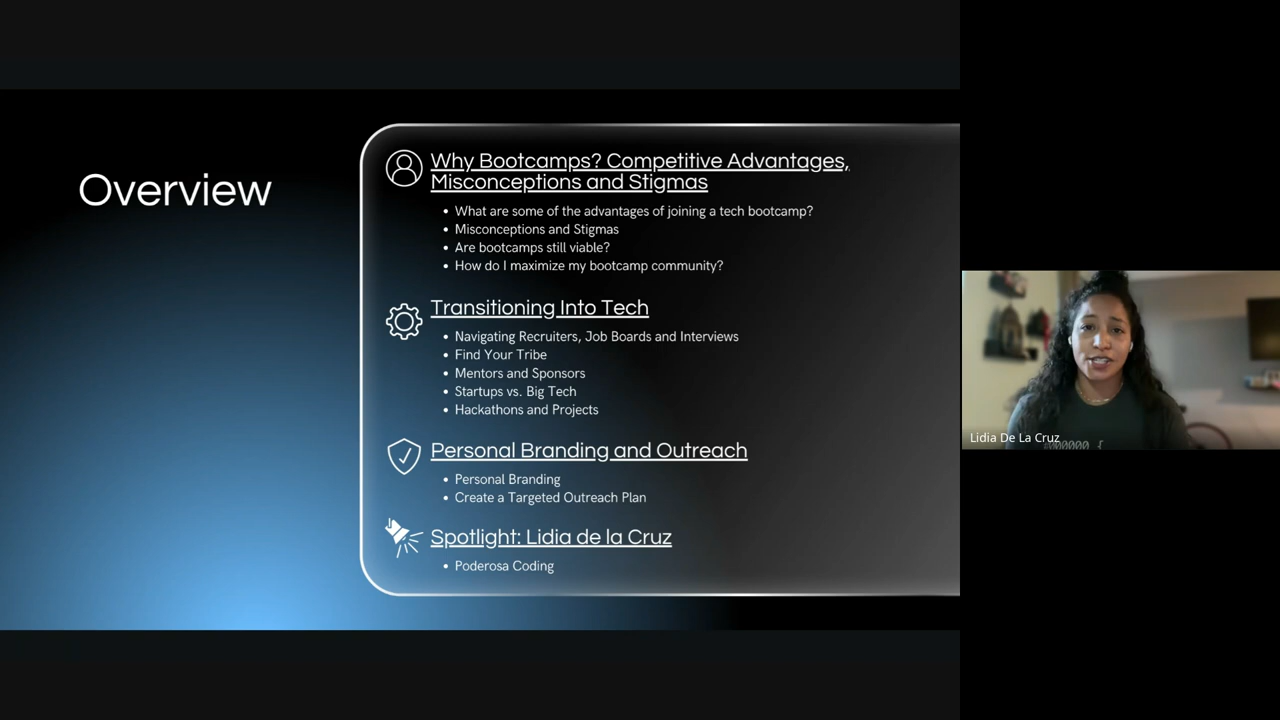 Overview
Why Bootcamps? Competitive Advantages,
Misconceptions and Stigmas
• What are some of the advantages of joining a tech bootcamp?
• Misconceptions and Stigmas
• Are bootcamps still viable?
• How do I maximize my bootcamp community?
Transitioning Into Tech
• Navigating Recruiters, Job Boards and Interviews
• Find Your Tribe
• Mentors and Sponsors
• Startups vs. Big Tech
• Hackathons and Projects
Personal Branding and Outreach
• Personal Branding
• Create a Targeted Outreach Plan
Spotlight: Lidia de la Cruz
• Poderosa Coding
Lidia De La Cruz